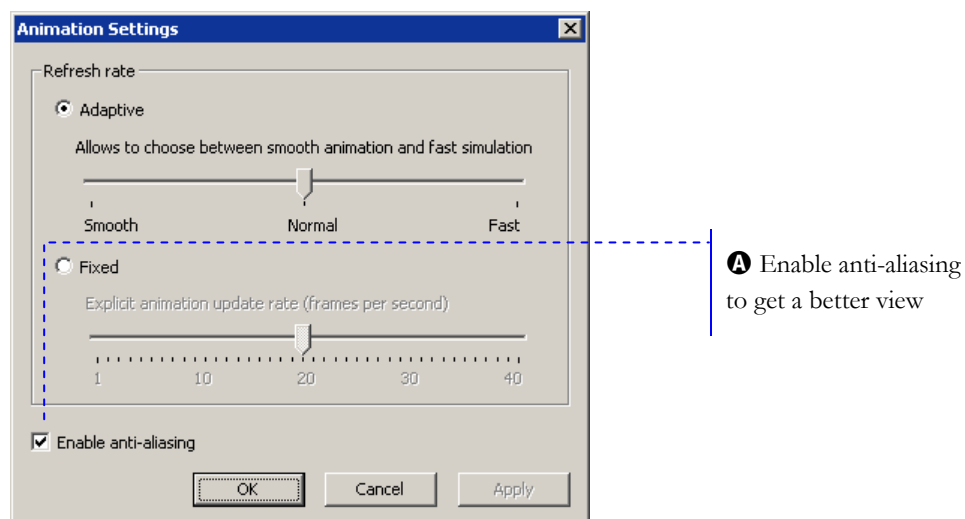 Animation Settings
Refresh rate
Adaptive
Allows to choose between smooth animation and fast simulation
Smooth Normal Fast
Fixed
Explicit animation update rate (frames per second)
1 10 20 30 40
Enable anti-aliasing
OK Cancel Apply
A Enable anti-aliasing
to get a better view